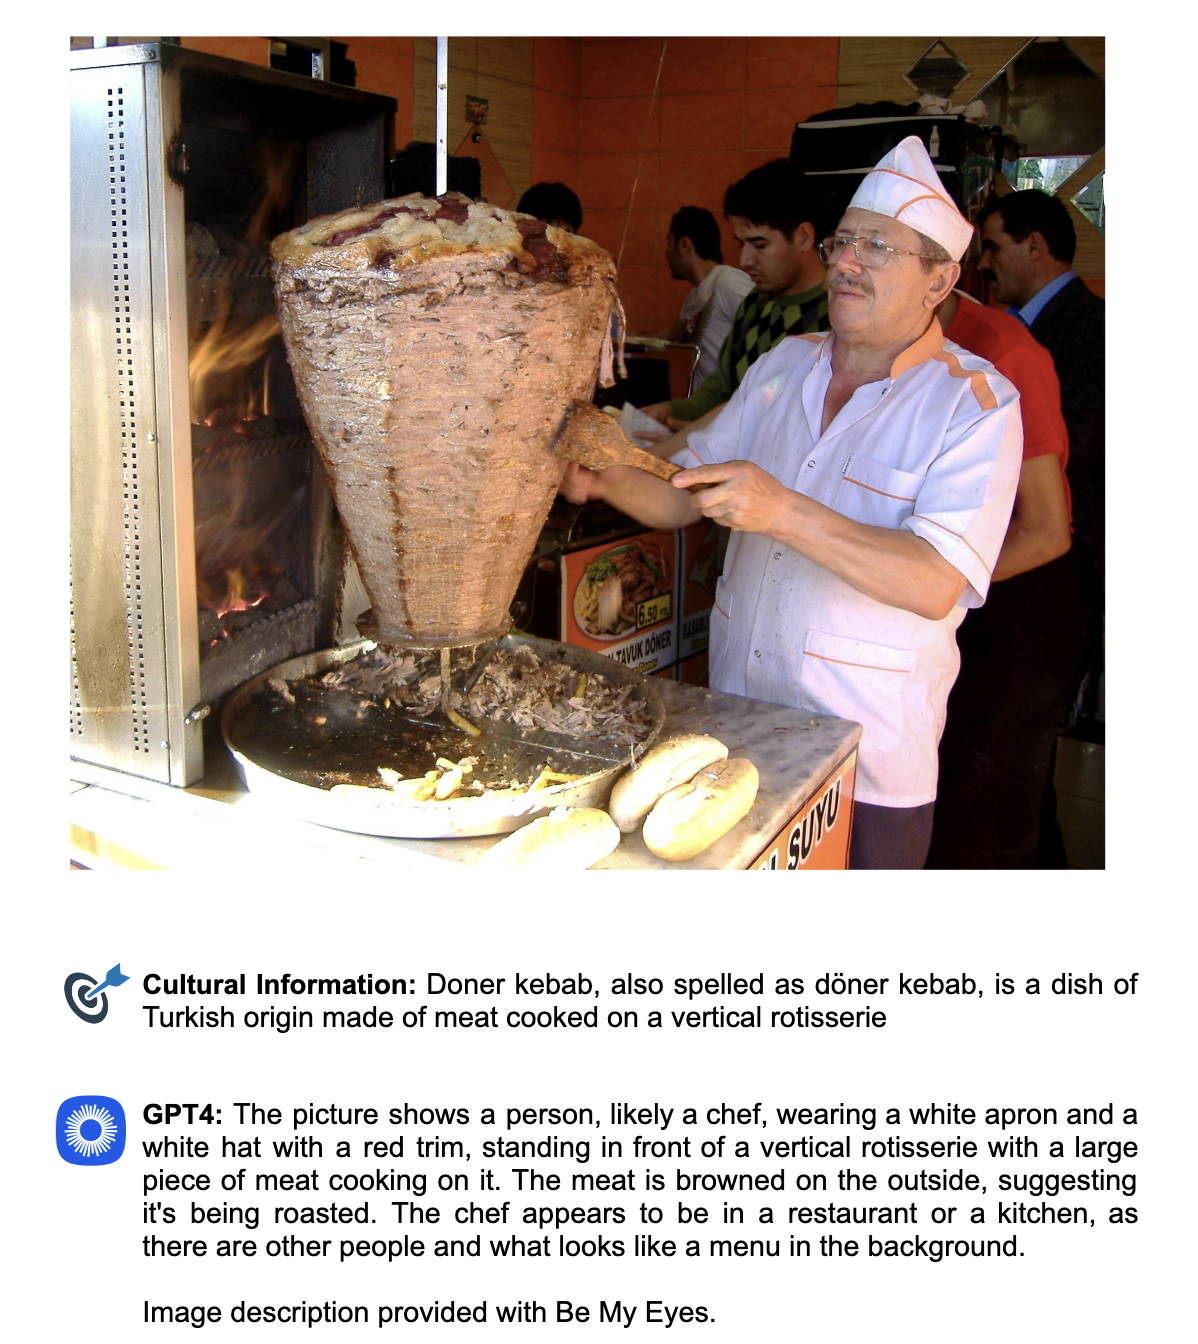 6.50
TAVUK DÖNER
SUYU
Cultural Information: Doner kebab, also spelled as döner kebab, is a dish of
Turkish origin made of meat cooked on a vertical rotisserie
GPT4: The picture shows a person, likely a chef, wearing a white apron and a
white hat with a red trim, standing in front of a vertical rotisserie with a large
piece of meat cooking on it. The meat is browned on the outside, suggesting
it's being roasted. The chef appears to be in a restaurant or a kitchen, as
there are other people and what looks like a menu in the background.
Image description provided with Be My Eyes.